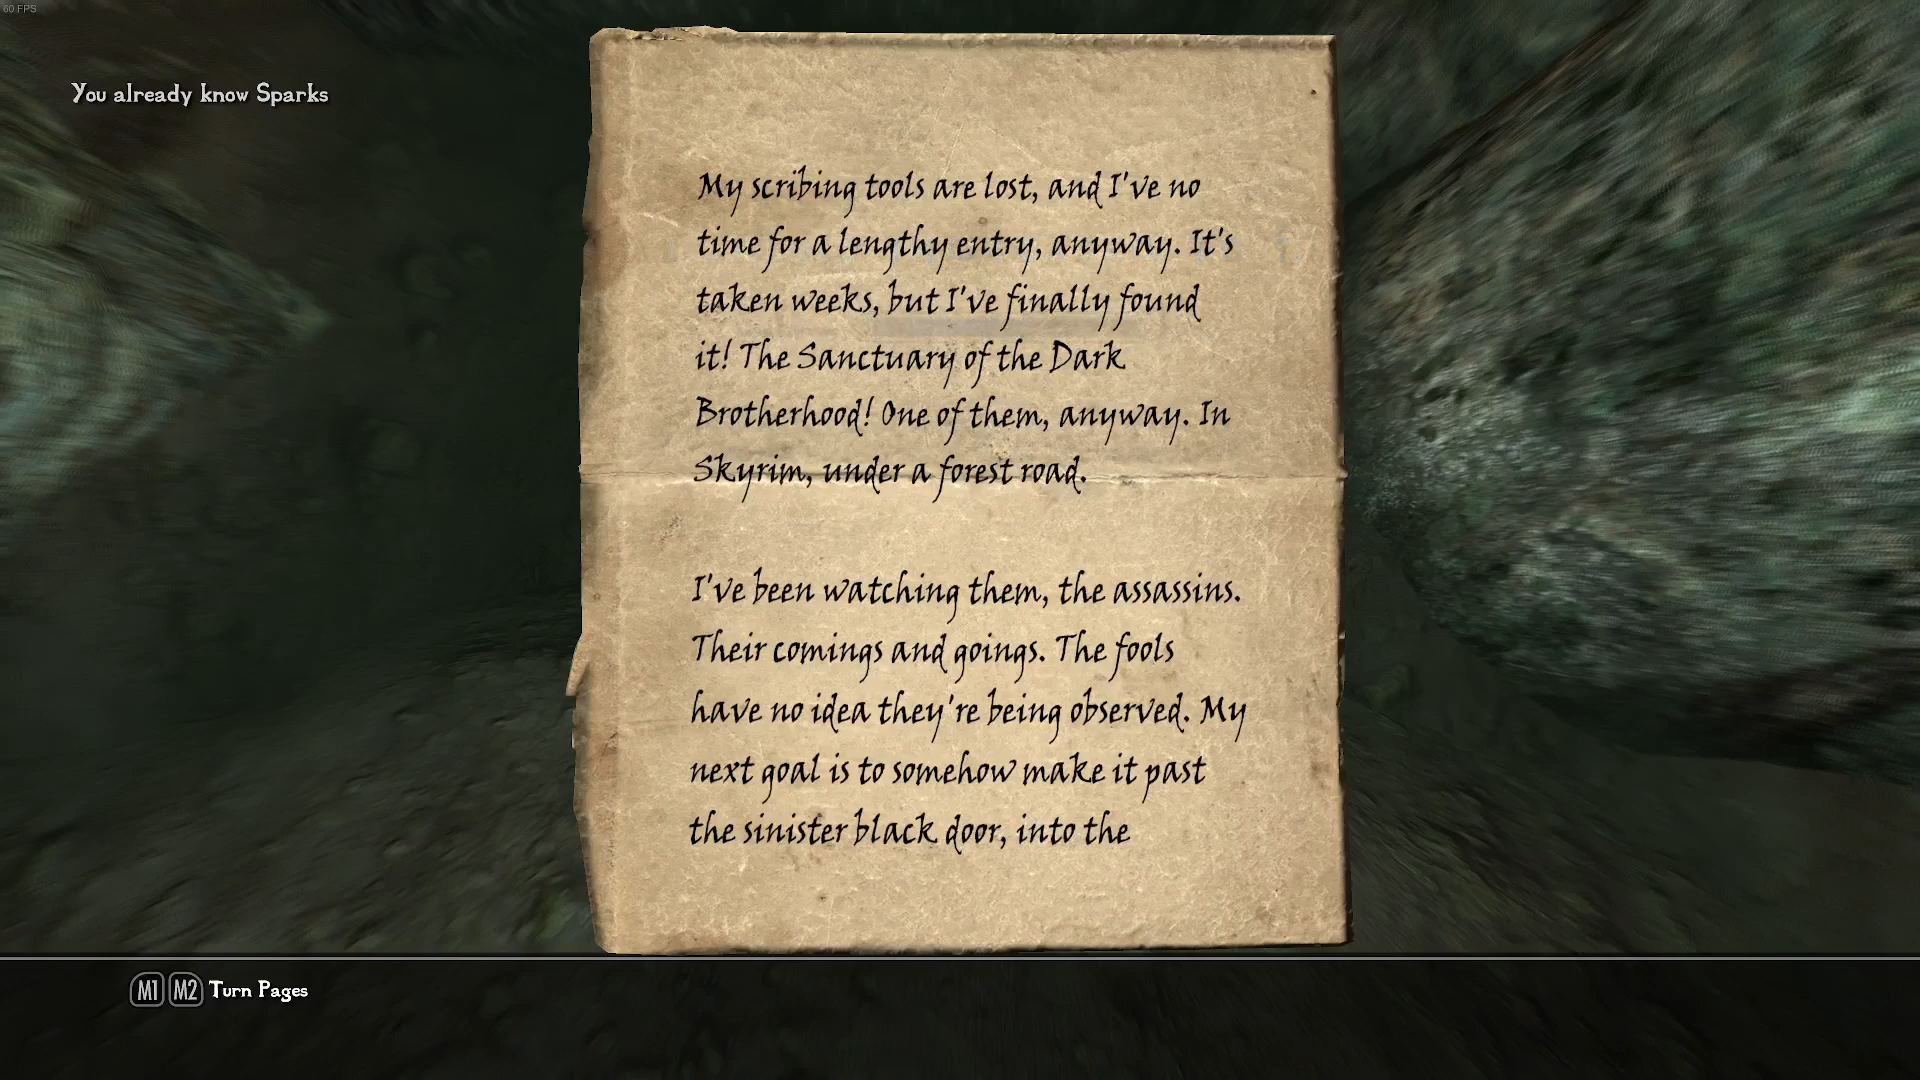 60 FPS
You already know Sparks
My scribing tools are lost, and I've no
time for a lengthy entry, anyway. It's
taken weeks, but I've finally found
it! The Sanctuary of the Dark
Brotherhood! One of them, anyway. In
Skyrim, under a forest road.
I've been watching them, the assassins.
Their comings and goings. The fools
have no idea they're being observed. My
next goal is to somehow make it past
the sinister black door, into the
M1 M2 Turn Pages